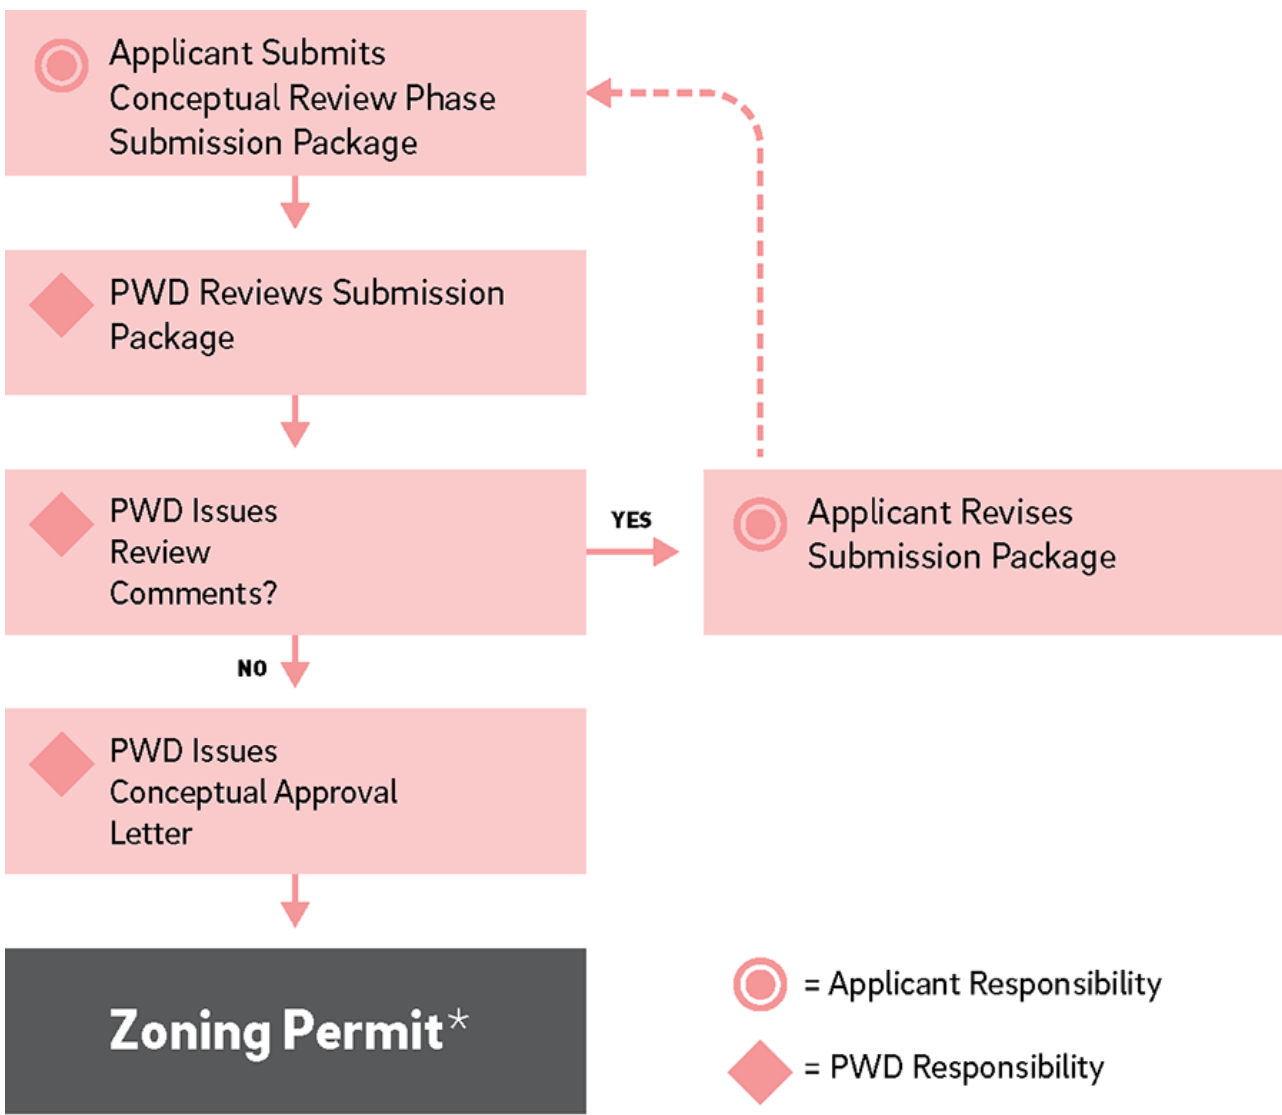 Applicant Submits
Conceptual Review Phase
Submission Package
PWD Reviews Submission
Package
PWD Issues
Review
Comments?
YES
Applicant Revises
Submission Package
NO
PWD Issues
Conceptual Approval
Letter
Zoning Permit*
= Applicant Responsibility
= PWD Responsibility